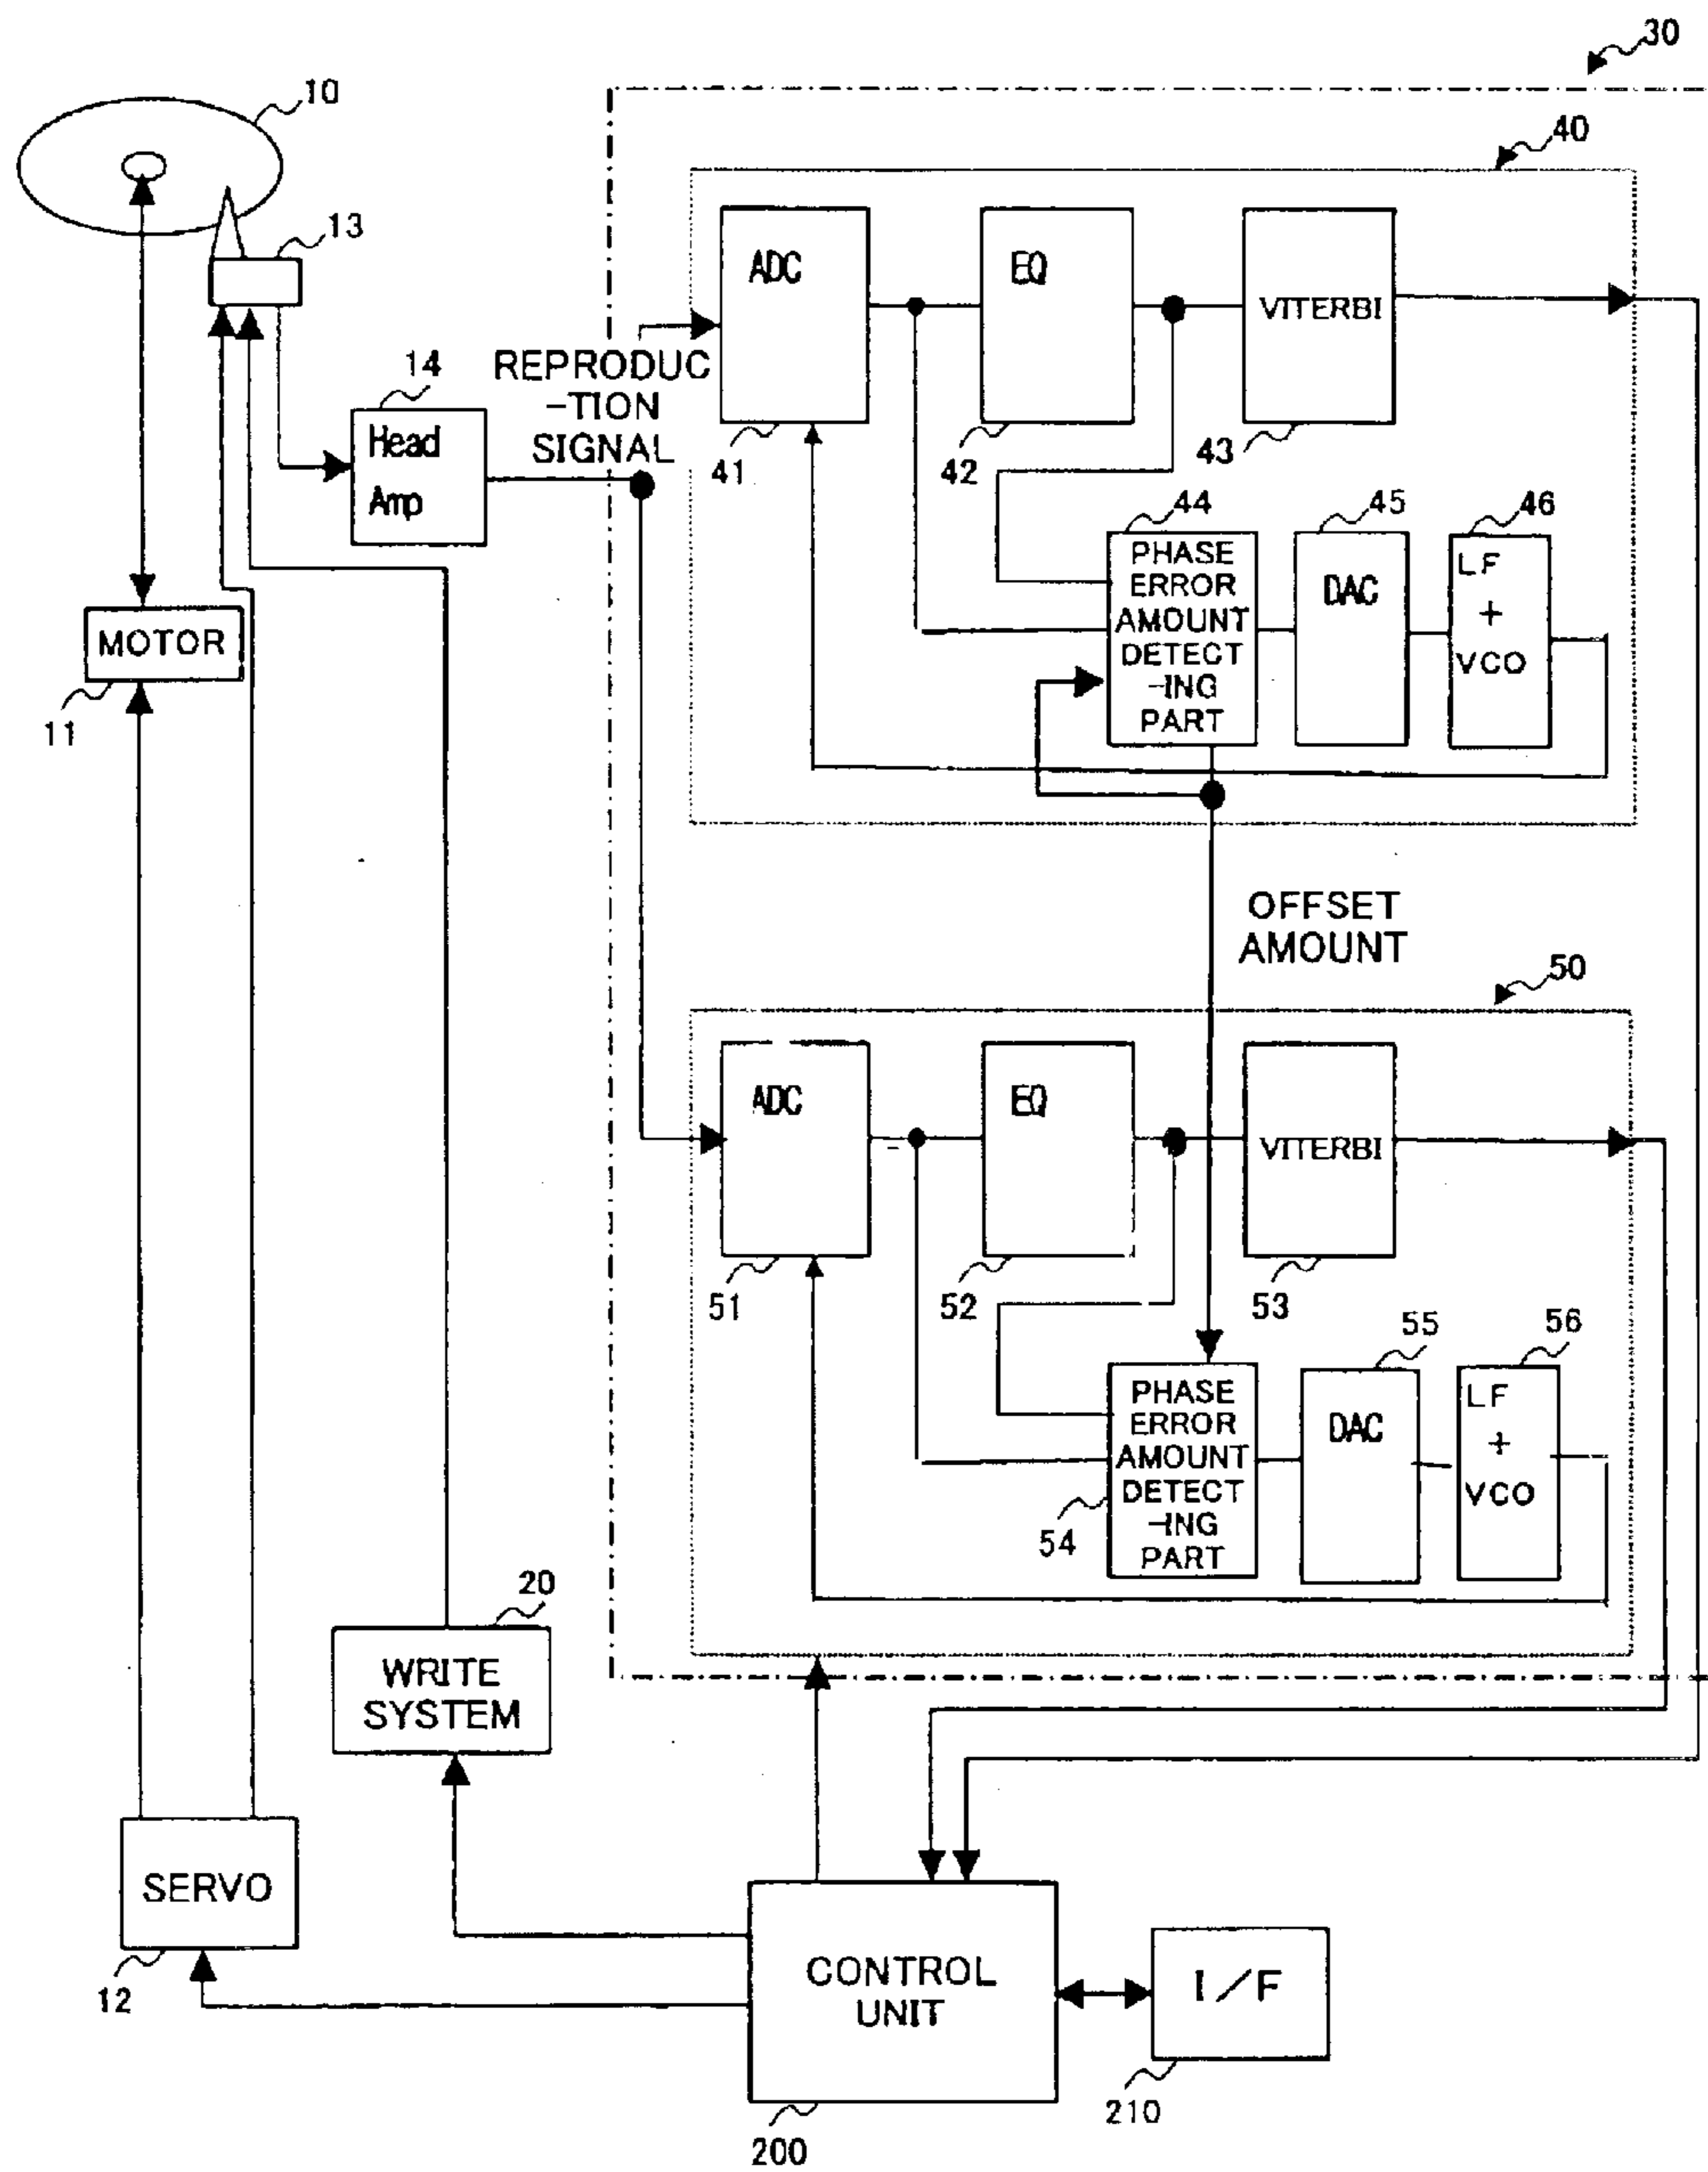 30
10
40
13
ADC
EQ
VITERBI
14
REPRODUC
-TION
SIGNAL
Head
Amp
41
42
43
44
45
46
PHASE
ERROR
AMOUNT
DETECT
-ING
PART
DAC
LF
+
VCO
MOTOR
11
OFFSET
AMOUNT
50
ADC
EQ
VITERBI
51
52
53
55
56
PHASE
ERROR
AMOUNT
DETECT
-ING
PART
DAC
LF
+
VCO
54
20
WRITE
SYSTEM
SERVO
12
CONTROL
UNIT
I/F
210
200